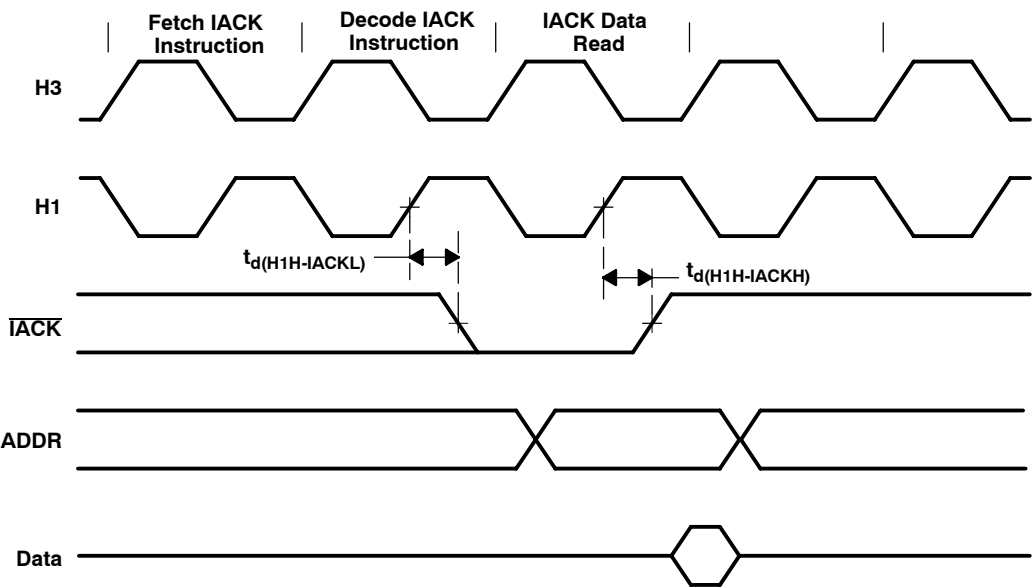 Fetch IACK
Instruction
Decode IACK
Instruction
IACK Data
Read
H3
H1
td(H1H-IACKL)
td(H1H-IACKH)
IACK
ADDR
Data